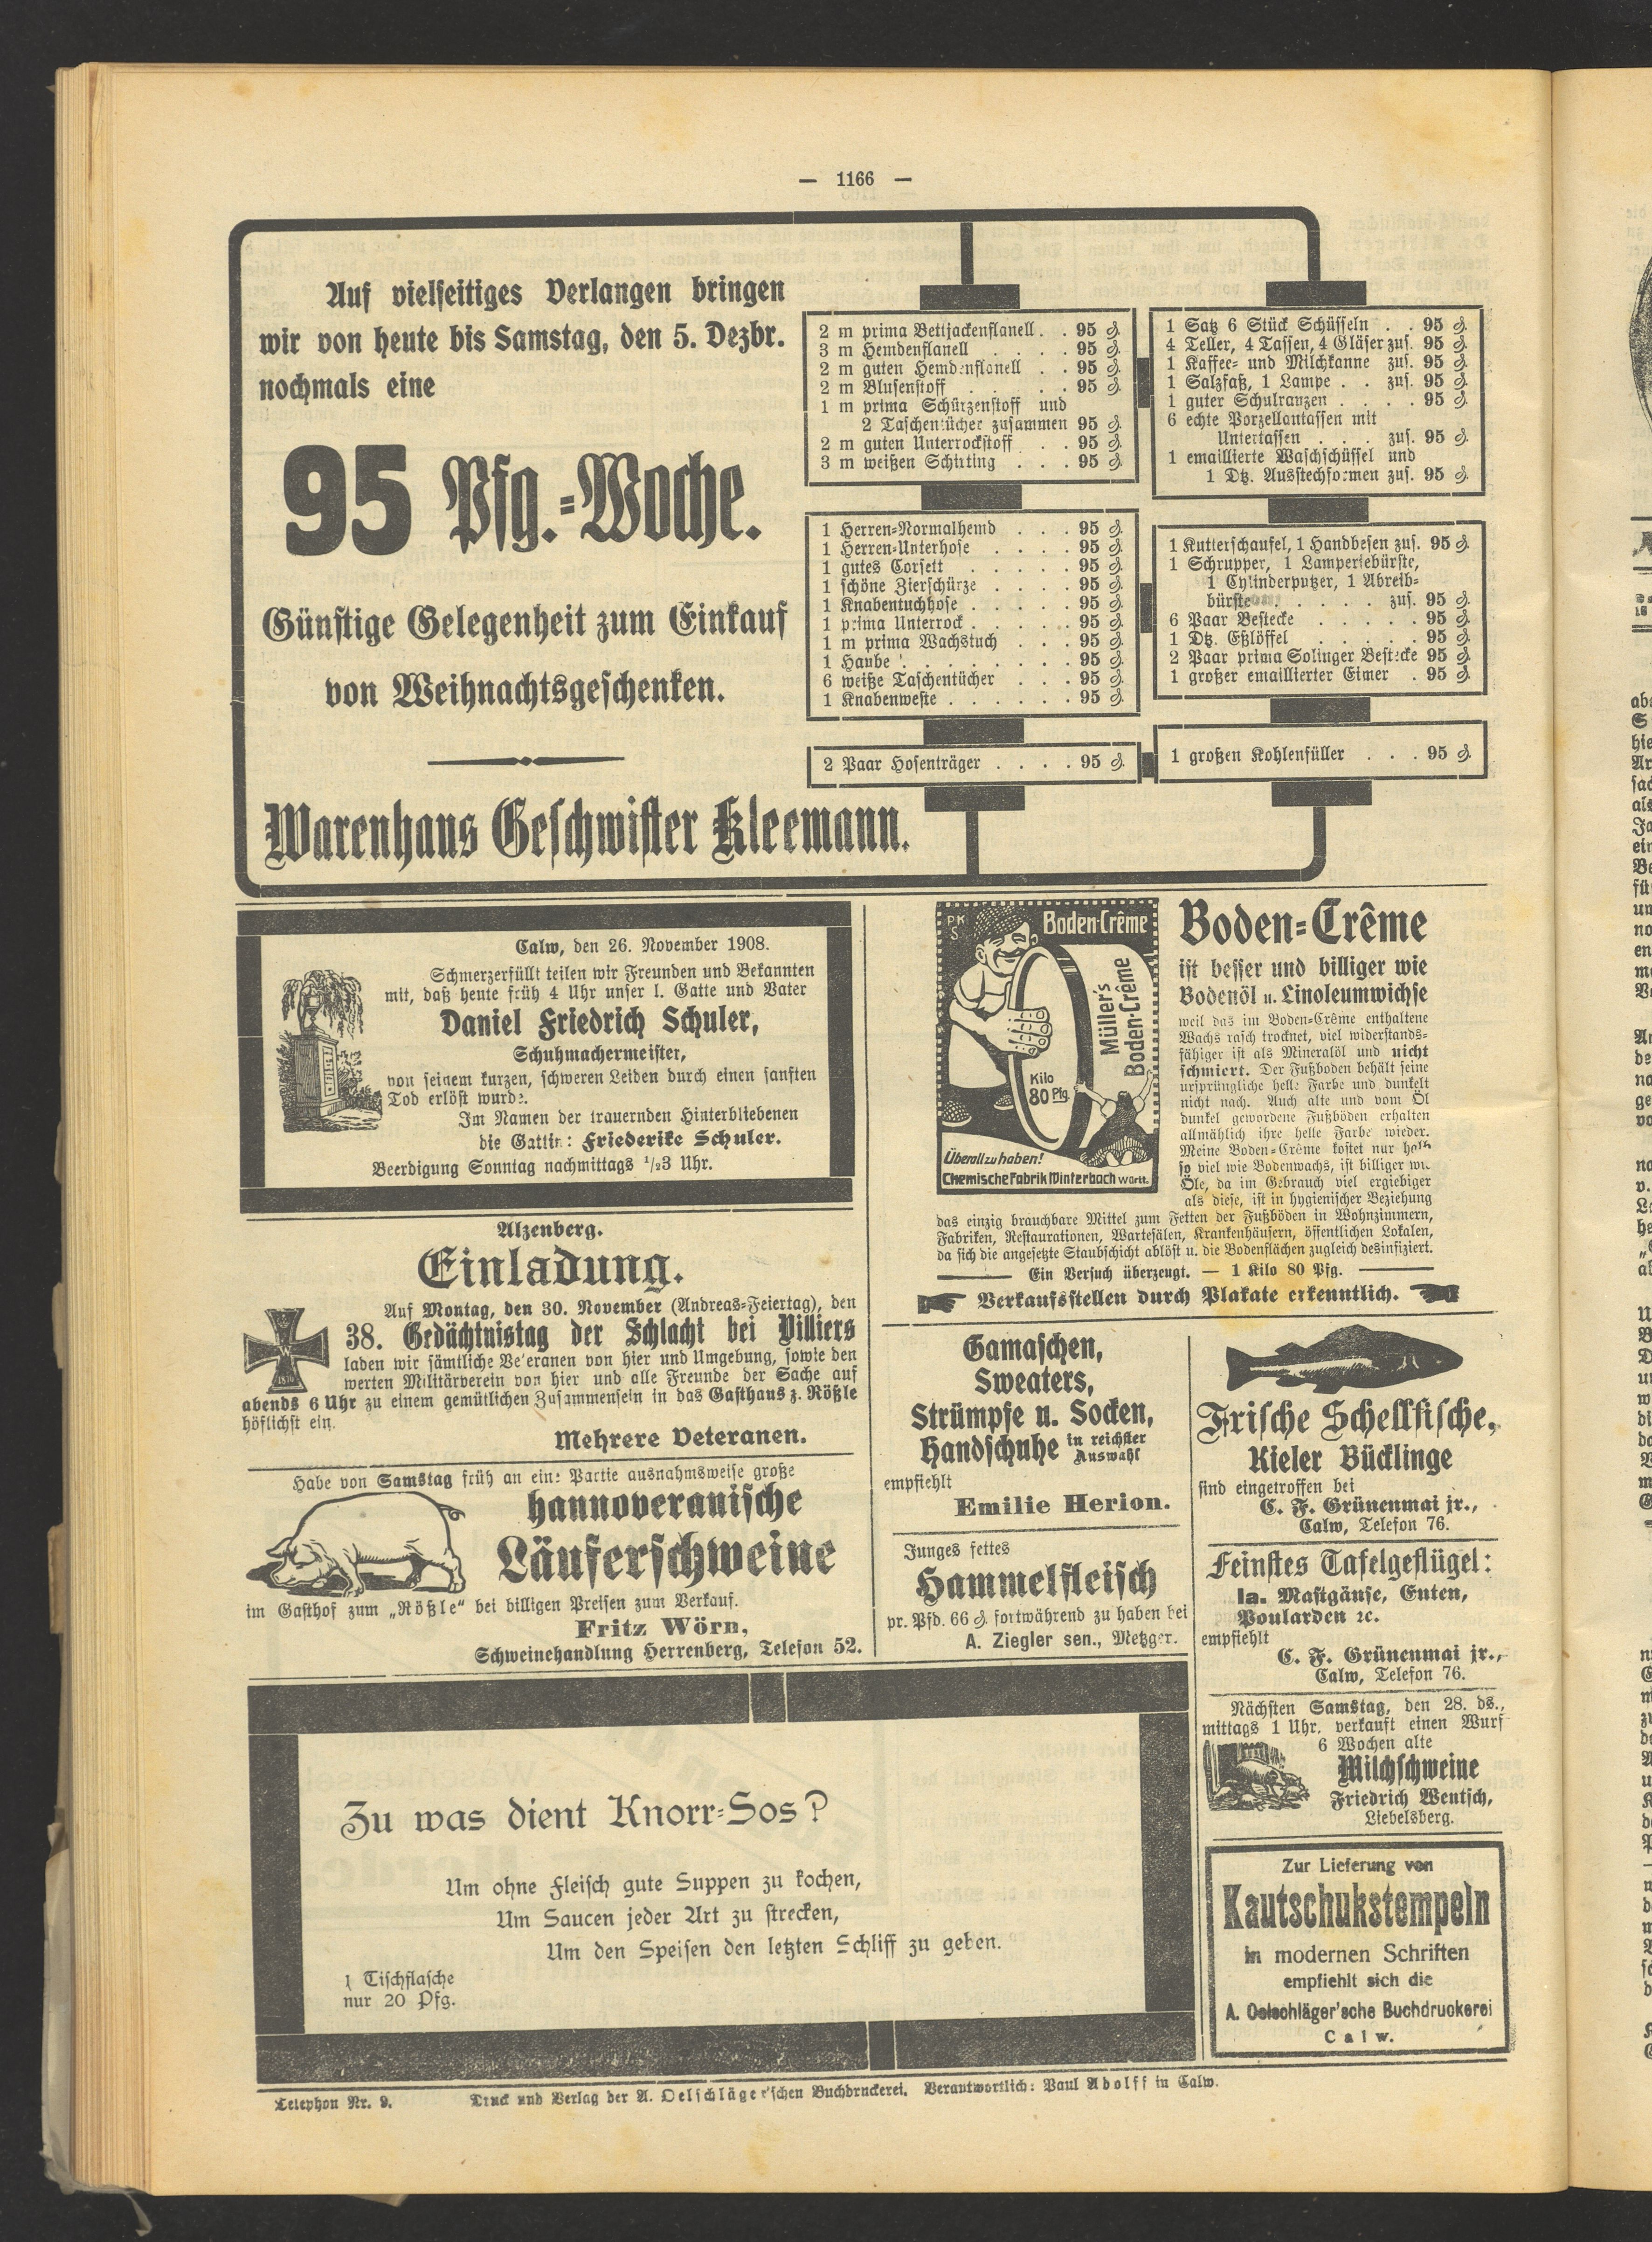 — 1166 —
Auf vielseitiges Verlangen bringen
wir von heute bis Samstag, den 5. Dezbr.
nochmals eine
95 Pfg.=Woche.
Günstige Gelegenheit zum Einkauf
von Weihnachtsgeschenken.
Warenhaus Geschwister Kleemann.
2 m prima Bettjackenflanell . . 95 ₰
3 m Hemdenflanell . . . . 95 ₰
2 m guten Hemdenflanell . . 95 ₰
2 m Blusenstoff . . . . . 95 ₰
1 m prima Schürzenstoff und
2 Taschentücher zusammen 95 ₰
2 m guten Unterrockstoff . . 95 ₰
3 m weißen Schirting . . . 95 ₰
1 Herren=Normalhemd . . . 95 ₰
1 Herren=Unterhose . . . . 95 ₰
1 gutes Corsett . . . . . 95 ₰
1 schöne Zierschürze . . . . 95 ₰
1 Knabentuchhose . . . . . 95 ₰
1 prima Unterrock . . . . . 95 ₰
1 m prima Wachstuch . . . 95 ₰
1 Haube . . . . . . . . 95 ₰
6 weiße Taschentücher . . . 95 ₰
1 Knabenweste . . . . . . 95 ₰
2 Paar Hosenträger . . . . 95 ₰
1 Satz 6 Stück Schüsseln . . 95 ₰
4 Teller, 4 Tassen, 4 Gläser zus. 95 ₰
1 Kaffee= und Milchkanne zus. 95 ₰
1 Salzfaß, 1 Lampe . . zus. 95 ₰
1 guter Schulranzen . . . . 95 ₰
6 echte Porzellantassen mit
Untertassen . . . zus. 95 ₰
1 emaillierte Waschschüssel und
1 Dtz. Ausstechformen zus. 95 ₰
1 Kutterschaufel, 1 Handbesen zus. 95 ₰
1 Schrupper, 1 Lamperiebürste,
1 Cylinderputzer, 1 Abreib=
bürste . . . . . . zus. 95 ₰
6 Paar Bestecke . . . . . 95 ₰
1 Dtz. Eßlöffel . . . . . 95 ₰
2 Paar prima Solinger Bestecke 95 ₰
1 großer emaillierter Eimer . 95 ₰
1 großen Kohlenfüller . . . 95 ₰
Calw, den 26. November 1908.
Schmerzerfüllt teilen wir Freunden und Bekannten
mit, daß heute früh 4 Uhr unser l. Gatte und Vater
Daniel Friedrich Schuler,
Schuhmachermeister,
von seinem kurzen, schweren Leiden durch einen sanften
Tod erlöst wurde.
Im Namen der trauernden Hinterbliebenen
die Gattin: Friederike Schuler.
Beerdigung Sonntag nachmittags 1/23 Uhr.
Alzenberg.
Einladung.
Auf Montag, den 30. November (Andreas=Feiertag), den
38. Gedächtnistag der Schlacht bei Villiers
laden wir sämtliche Veteranen von hier und Umgebung, sowie den
werten Militärverein von hier und alle Freunde der Sache auf
abends 6 Uhr zu einem gemütlichen Zusammensein in das Gasthaus z. Rößle
höflichst ein.
Mehrere Veteranen.
W
1870
Habe von Samstag früh an eine Partie ausnahmsweise große
hannoveranische
Läuferschweine
im Gasthof zum „Rößle“ bei billigen Preisen zum Verkauf.
Fritz Wörn,
Schweinehandlung Herrenberg, Telefon 52.
PK
S
Boden-Crême
Müller's
Boden-Crême
Kilo
80 Pfg.
Überall zu haben!
Chemische Fabrik Winterbach Württ.
Boden=Crême
ist besser und billiger wie
Bodenöl u. Linoleumwichse
weil das im Boden=Crême enthaltene
Wachs rasch trocknet, viel widerstands=
fähiger ist als Mineralöl und nicht
schmiert. Der Fußboden behält seine
ursprüngliche helle Farbe und dunkelt
nicht nach. Auch alte und vom Öl
dunkel gewordene Fußböden erhalten
allmählich ihre helle Farbe wieder.
Meine Boden=Crême kostet nur halb
so viel wie Bodenwachs, ist billiger wie
Öle, da im Gebrauch viel ergiebiger
als diese, ist in hygienischer Beziehung
das einzig brauchbare Mittel zum Fetten der Fußböden in Wohnzimmern,
Fabriken, Restaurationen, Wartesälen, Krankenhäusern, öffentlichen Lokalen,
da sich die angesetzte Staubschicht ablöst u. die Bodenflächen zugleich desinfiziert.
Ein Versuch überzeugt. — 1 Kilo 80 Pfg.
Verkaufsstellen durch Plakate erkenntlich.
Gamaschen,
Sweaters,
Strümpfe u. Socken,
Handschuhe in reichster
Auswahl
empfiehlt
Emilie Herion.
Junges fettes
Hammelfleisch
pr. Pfd. 66 ₰ fortwährend zu haben bei
A. Ziegler sen., Metzger.
Frische Schellfische,
Kieler Bücklinge
sind eingetroffen bei
C. F. Grünenmai jr.,
Calw, Telefon 76.
Feinstes Tafelgeflügel:
Ia. Mastgänse, Enten,
Poularden ꝛc.
empfiehlt
C. F. Grünenmai jr.,
Calw, Telefon 76.
Nächsten Samstag, den 28. ds.,
mittags 1 Uhr, verkauft einen Wurf
6 Wochen alte
Milchschweine
Friedrich Wentsch,
Liebelsberg.
Zu was dient Knorr=Sos?
Um ohne Fleisch gute Suppen zu kochen,
Um Saucen jeder Art zu strecken,
Um den Speisen den letzten Schliff zu geben.
1 Tischflasche
nur 20 Pfg.
Zur Lieferung von
Kautschukstempeln
in modernen Schriften
empfiehlt sich die
A. Oelschläger'sche Buchdruckerei
Calw.
Telephon Nr. 9.
Druck und Verlag der A. Oelschläger'schen Buchdruckerei. Verantwortlich: Paul Adolff in Calw.